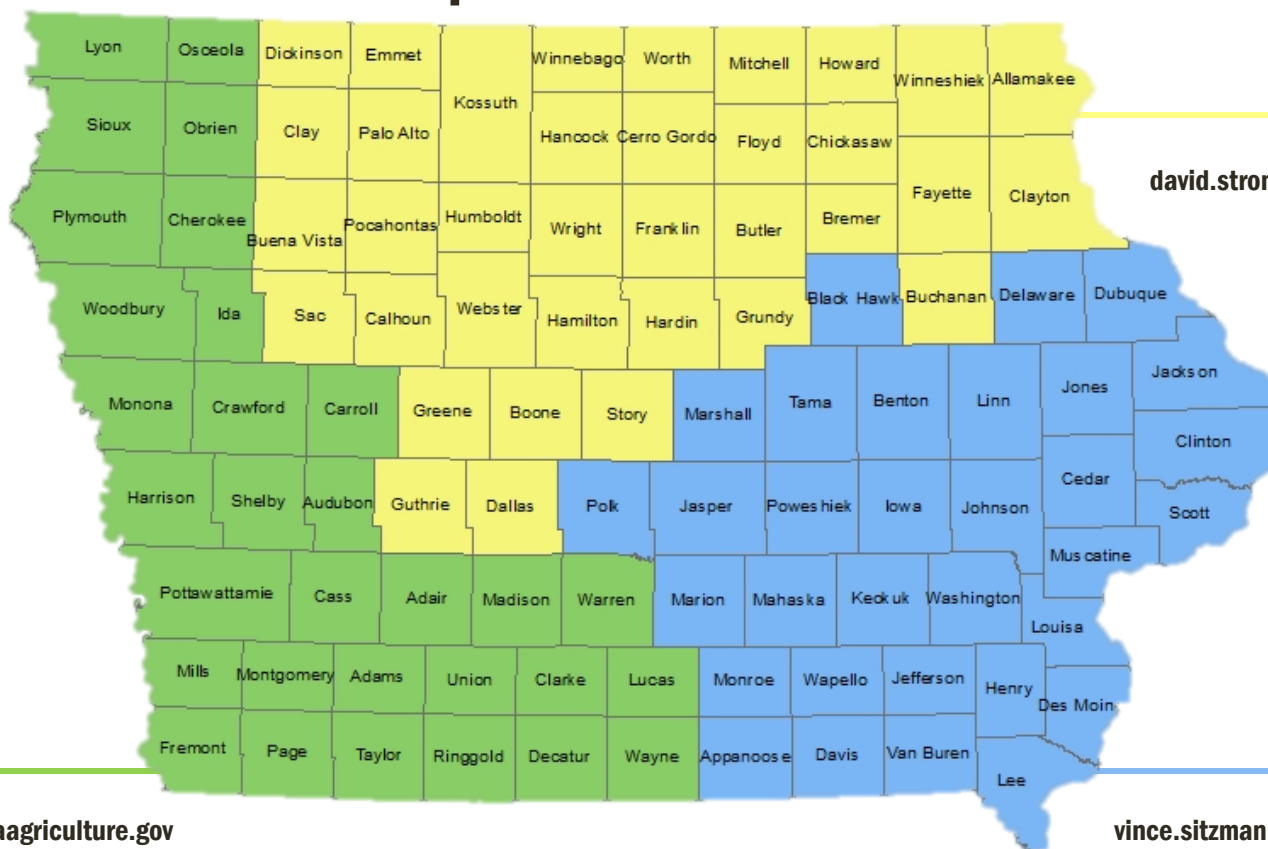 Lyon Osceola Dickinson Emmet Kossuth Winnebago Worth Mitchell Howard Winneshiek Allamakee
Sioux Obrien Clay Palo Alto Hancock Cerro Gordo Floyd Chickasaw
david.stron
Plymouth Cherokee Buena Vista Pocahontas Humboldt Wright Franklin Butler Bremer Fayette Clayton
Woodbury Ida Sac Calhoun Webster Hamilton Hardin Grundy Black Hawk Buchanan Delaware Dubuque
Monona Crawford Carroll Greene Boone Story Marshall Tama Benton Linn Jones Jackson
Clinton
Harrison Shelby Audubon Guthrie Dallas Polk Jasper Poweshiek Iowa Johnson Cedar Scott
Muscatine
Pottawattamie Cass Adair Madison Warren Marion Mahaska Keokuk Washington
Louisa
Mills Montgomery Adams Union Clarke Lucas Monroe Wapello Jefferson Henry Des Moin
Fremont Page Taylor Ringgold Decatur Wayne Appanoose Davis Van Buren Lee
aagriculture.gov
vince.sitzman